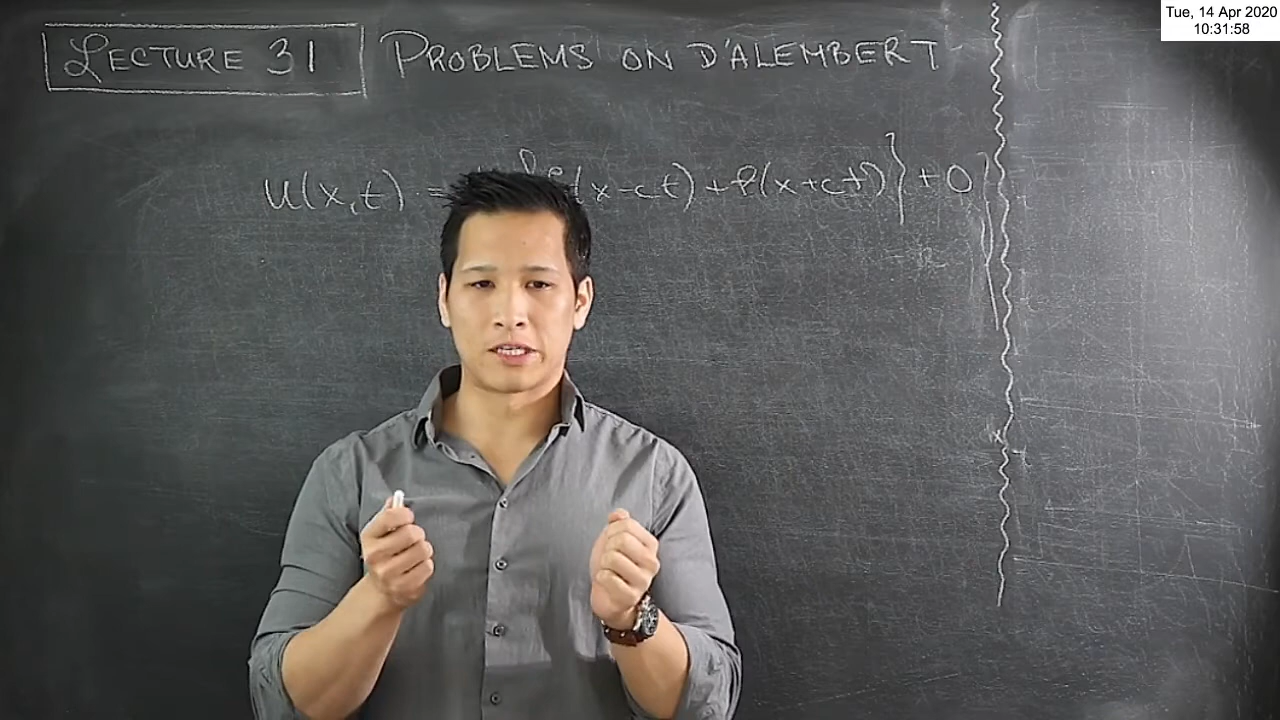 LECTURE 31 PROBLEMS ON D'ALEMBERT
u(x,t) = {f(x-ct) + f(x+ct)} + 0
Tue, 14 Apr 2020
10:31:58